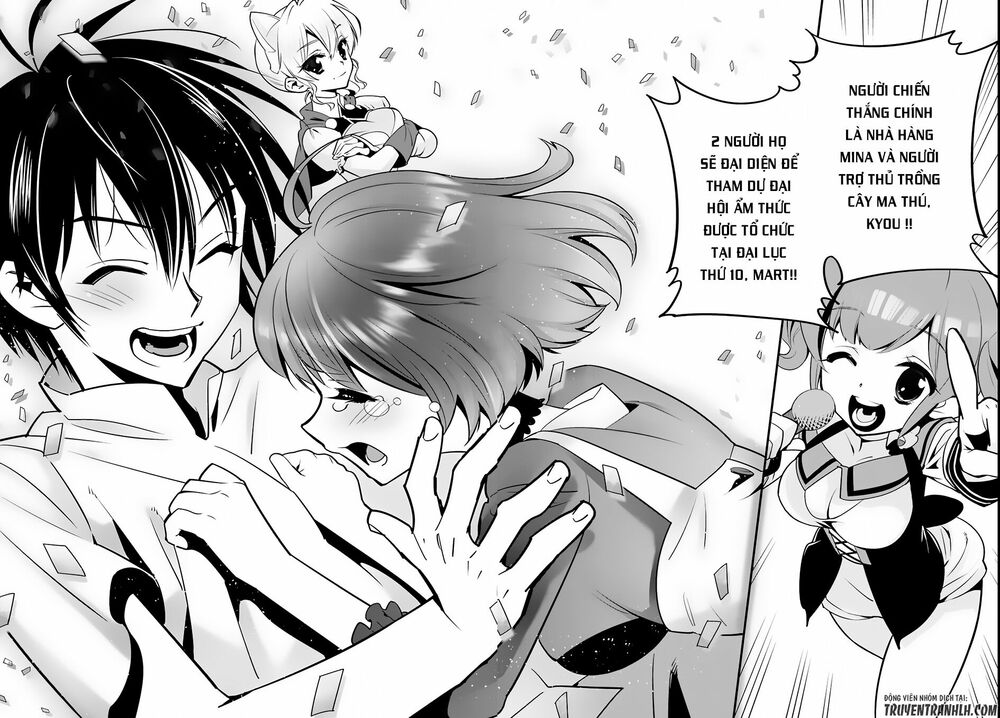 NGƯỜI CHIẾN
THẮNG CHÍNH
LÀ NHÀ HÀNG
MINA VÀ NGƯỜI
TRỢ THỦ TRỒNG
CÂY MA THÚ,
KYOU !!
2 NGƯỜI HỌ
SẼ ĐẠI DIỆN ĐỂ
THAM DỰ ĐẠI
HỘI ẨM THỰC
ĐƯỢC TỔ CHỨC
TẠI ĐẠI LỤC
THỨ 10, MART!!
ĐỘNG VIÊN NHÓM DỊCH TẠI:
TRUYENTRANHLH.COM